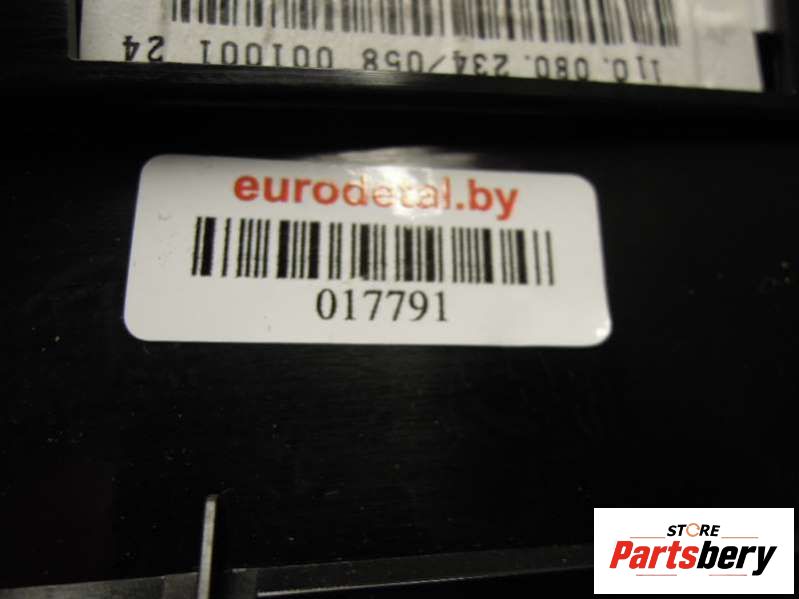 110.080.234/058 001001 24
eurodetal.by
017791
STORE
Partsbery